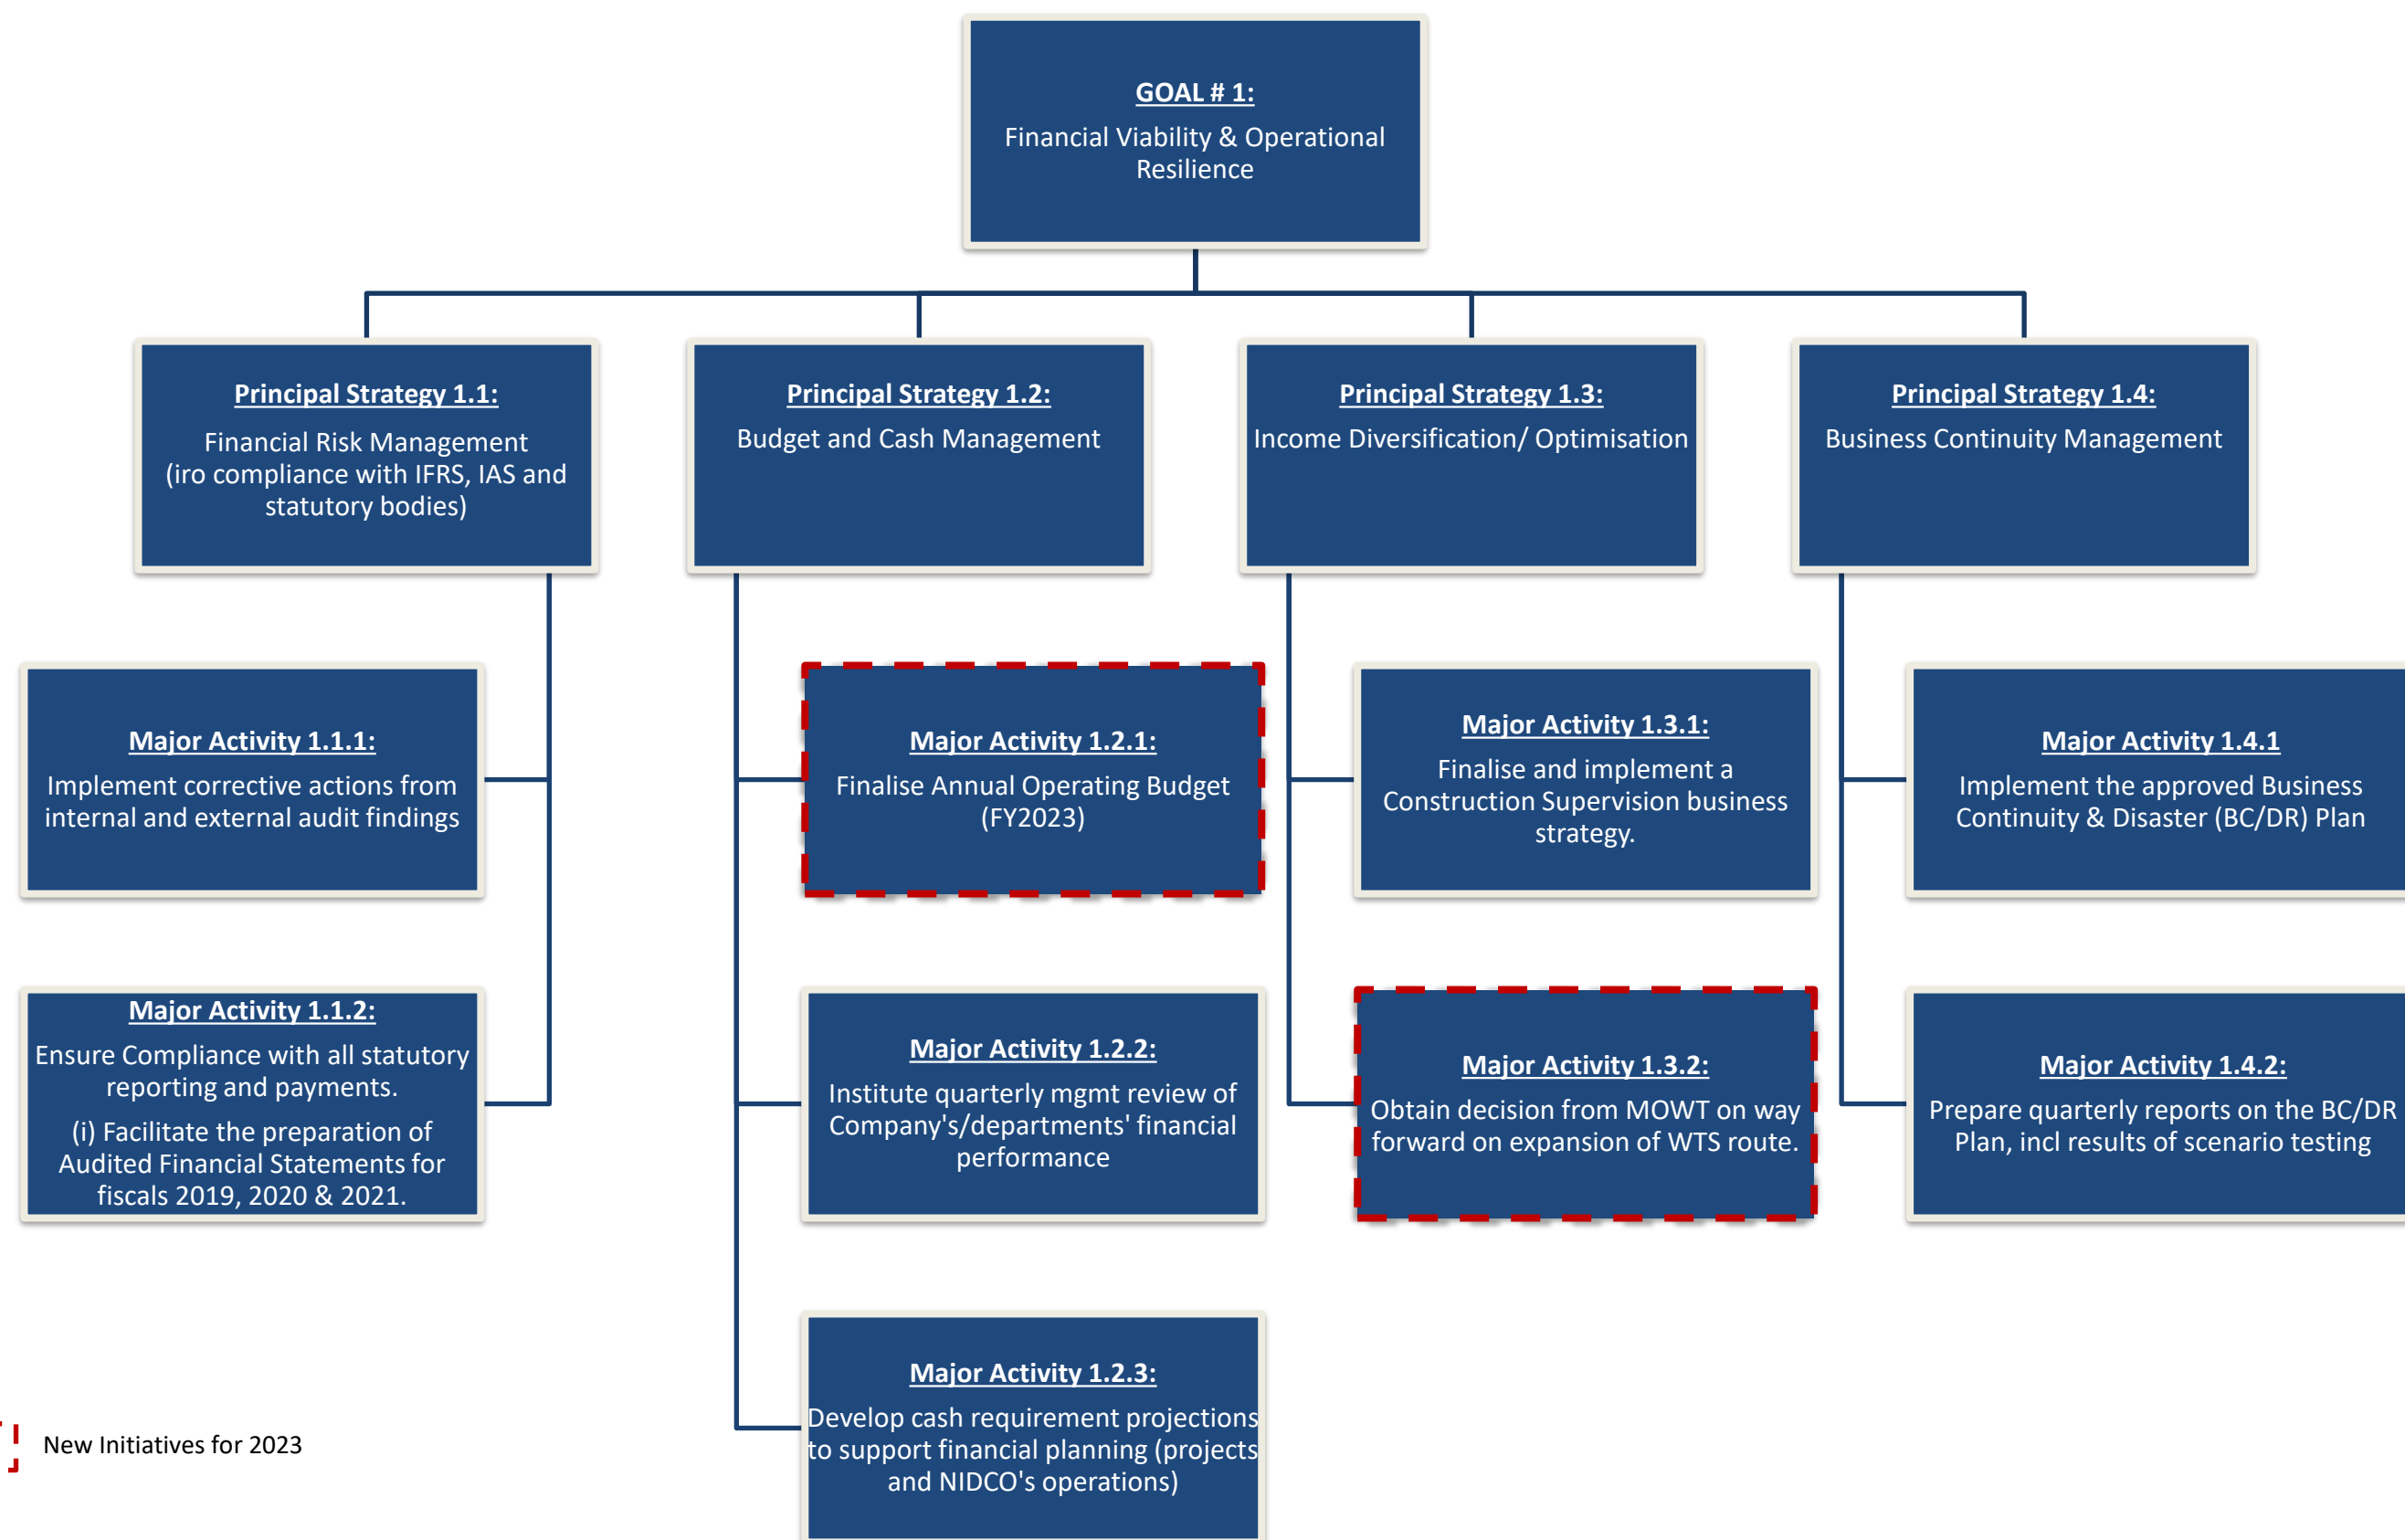 GOAL # 1:
Financial Viability & Operational
Resilience
Principal Strategy 1.1:
Financial Risk Management
(iro compliance with IFRS, IAS and
statutory bodies)
Principal Strategy 1.2:
Budget and Cash Management
Principal Strategy 1.3:
Income Diversification/ Optimisation
Principal Strategy 1.4:
Business Continuity Management
Major Activity 1.1.1:
Implement corrective actions from
internal and external audit findings
Major Activity 1.2.1:
Finalise Annual Operating Budget
(FY2023)
Major Activity 1.3.1:
Finalise and implement a
Construction Supervision business
strategy.
Major Activity 1.4.1
Implement the approved Business
Continuity & Disaster (BC/DR) Plan
Major Activity 1.1.2:
Ensure Compliance with all statutory
reporting and payments.
(i) Facilitate the preparation of
Audited Financial Statements for
fiscals 2019, 2020 & 2021.
Major Activity 1.2.2:
Institute quarterly mgmt review of
Company's/departments' financial
performance
Major Activity 1.3.2:
Obtain decision from MOWT on way
forward on expansion of WTS route.
Major Activity 1.4.2:
Prepare quarterly reports on the BC/DR
Plan, incl results of scenario testing
Major Activity 1.2.3:
Develop cash requirement projections
to support financial planning (projects
and NIDCO's operations)
New Initiatives for 2023